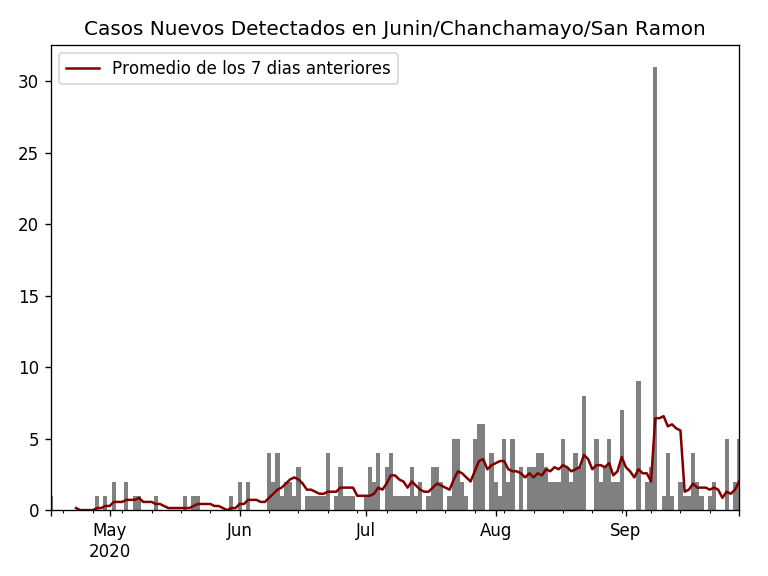 Casos Nuevos Detectados en Junin/Chanchamayo/San Ramon
Promedio de los 7 dias anteriores
30
25
20
15
10
5
0
May Jun Jul Aug Sep
2020